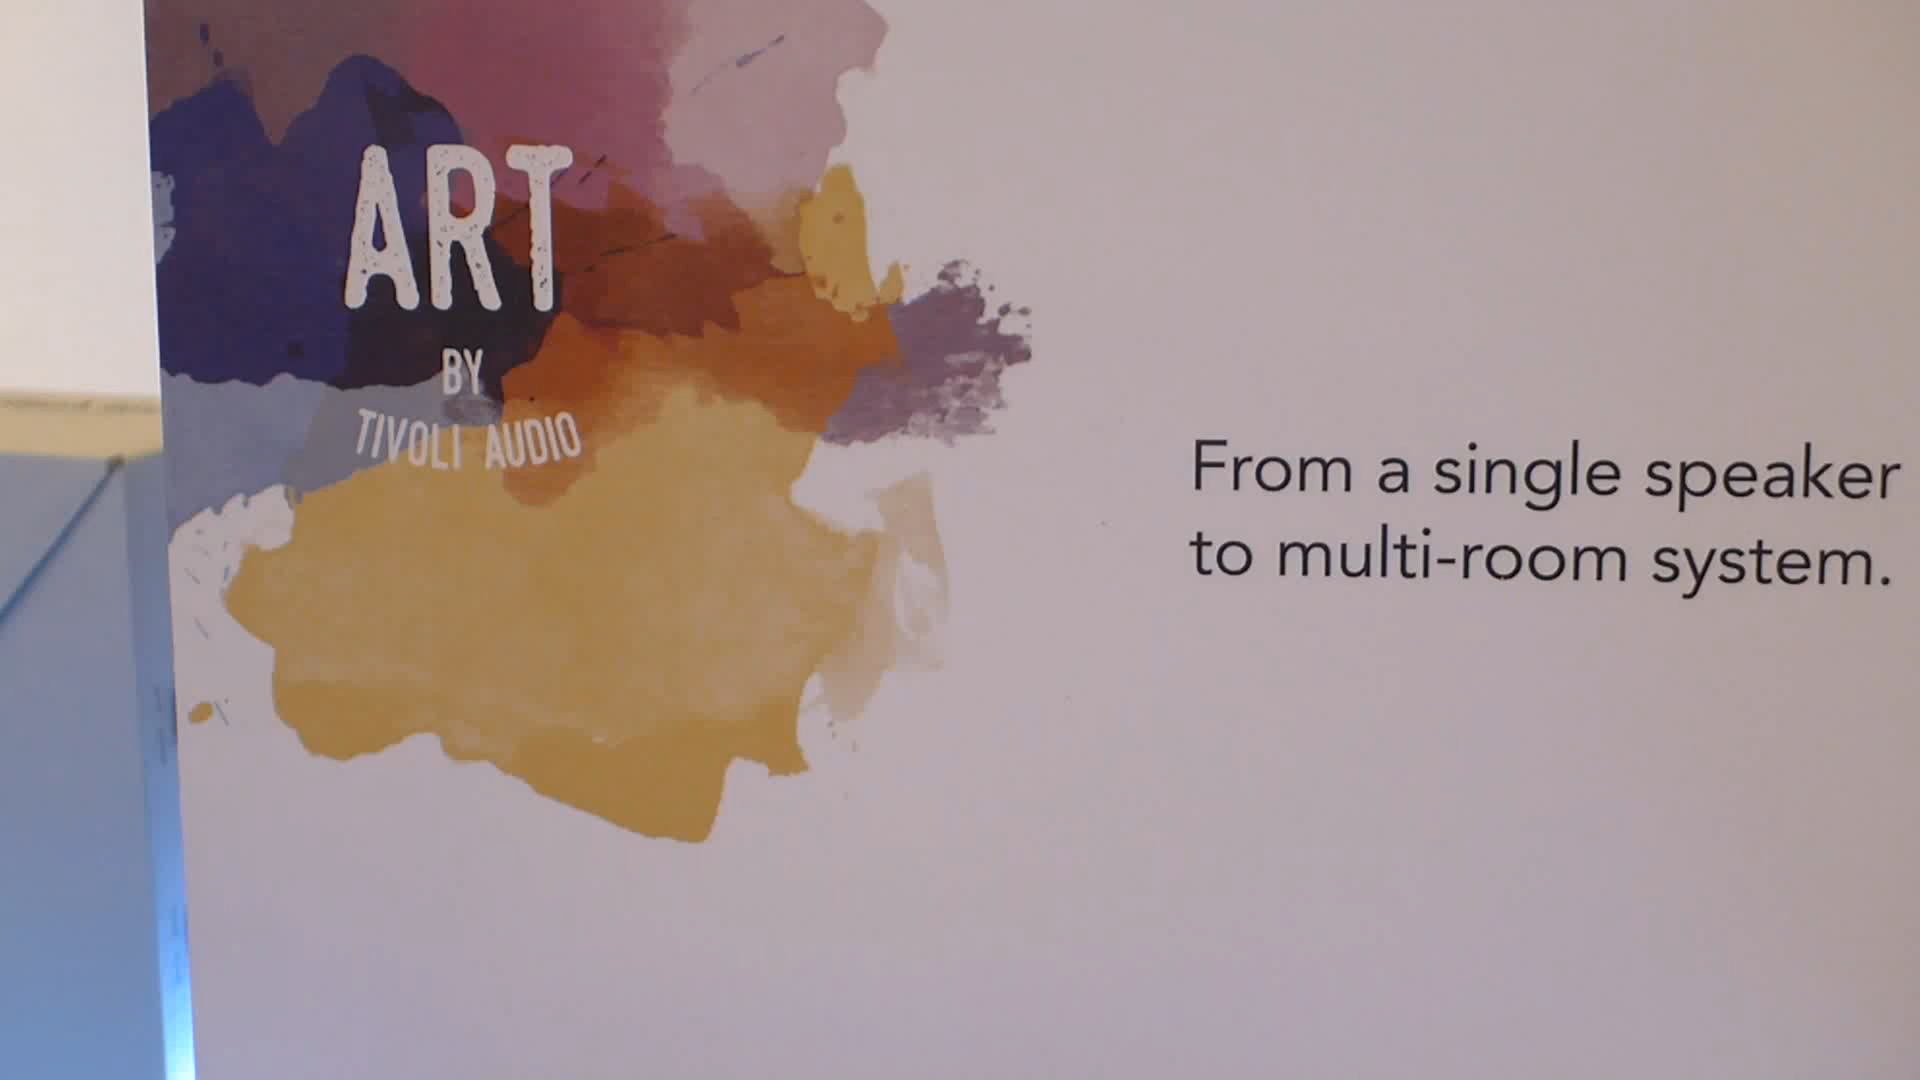 ART
BY
TIVOLI AUDIO
From a single speaker
to multi-room system.